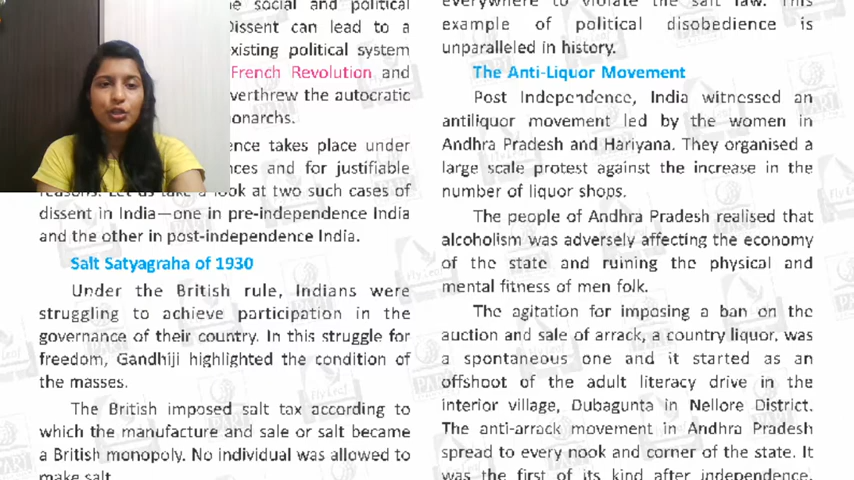 e social and political
Dissent can lead to a
xisting political system
French Revolution and
verthrew the autocratic
onarchs.
ence takes place under
nces and for justifiable
reasons. Let us take a look at two such cases of
dissent in India—one in pre-independence India
and the other in post-independence India.
Salt Satyagraha of 1930
Under the British rule, Indians were
struggling to achieve participation in the
governance of their country. In this struggle for
freedom, Gandhiji highlighted the condition of
the masses.
The British imposed salt tax according to
which the manufacture and sale or salt became
a British monopoly. No individual was allowed to
make salt.
everywhere to violate the salt law. This
example of political disobedience is
unparalleled in history.
The Anti-Liquor Movement
Post Independence, India witnessed an
antiliquor movement led by the women in
Andhra Pradesh and Hariyana. They organised a
large scale protest against the increase in the
number of liquor shops.
The people of Andhra Pradesh realised that
alcoholism was adversely affecting the economy
of the state and ruining the physical and
mental fitness of men folk.
The agitation for imposing a ban on the
auction and sale of arrack, a country liquor, was
a spontaneous one and it started as an
offshoot of the adult literacy drive in the
interior village, Dubagunta in Nellore District.
The anti-arrack movement in Andhra Pradesh
spread to every nook and corner of the state. It
was the first of its kind after independence.